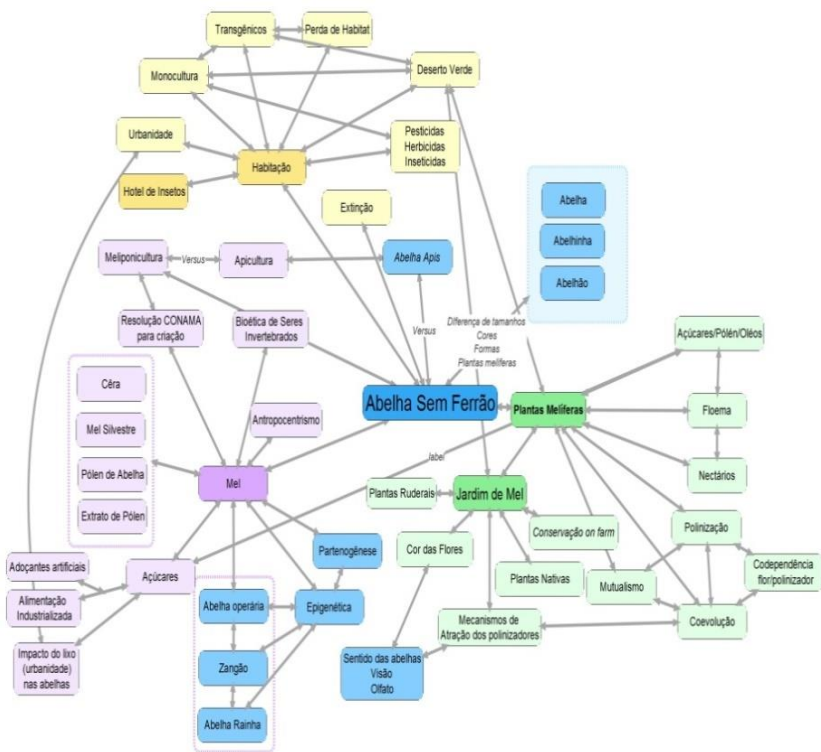 Transgênicos
Perda de Habitat
Monocultura
Deserto Verde
Urbanidade
Pesticidas
Herbicidas
Inseticidas
Habitação
Hotel de Insetos
Extinção
Abelha
Abelhinha
Abelhão
Meliponicultura
Versus
Apicultura
Abelha Apis
Resolução CONAMA
para criação
Bioética de Seres
Invertebrados
Versus
Diferença de tamanhos
Cores
Formas
Plantas melíferas
Açúcares/Pólén/Oléos
Cêra
Mel Silvestre
Pólen de Abelha
Extrato de Pólen
Antropocentrismo
Abelha Sem Ferrão
Plantas Melíferas
Floema
label
Nectários
Mel
Plantas Ruderais
Jardim de Mel
Conservação on farm
Polinização
Partenogênese
Cor das Flores
Plantas Nativas
Mutualismo
Codependência
flor/polinizador
Adoçantes artificiais
Açúcares
Alimentação
Industrializada
Abelha operária
Epigenética
Mecanismos de
Atração dos polinizadores
Coevolução
Impacto do lixo
(urbanidade)
nas abelhas
Zangão
Sentido das abelhas
Visão
Olfato
Abelha Rainha